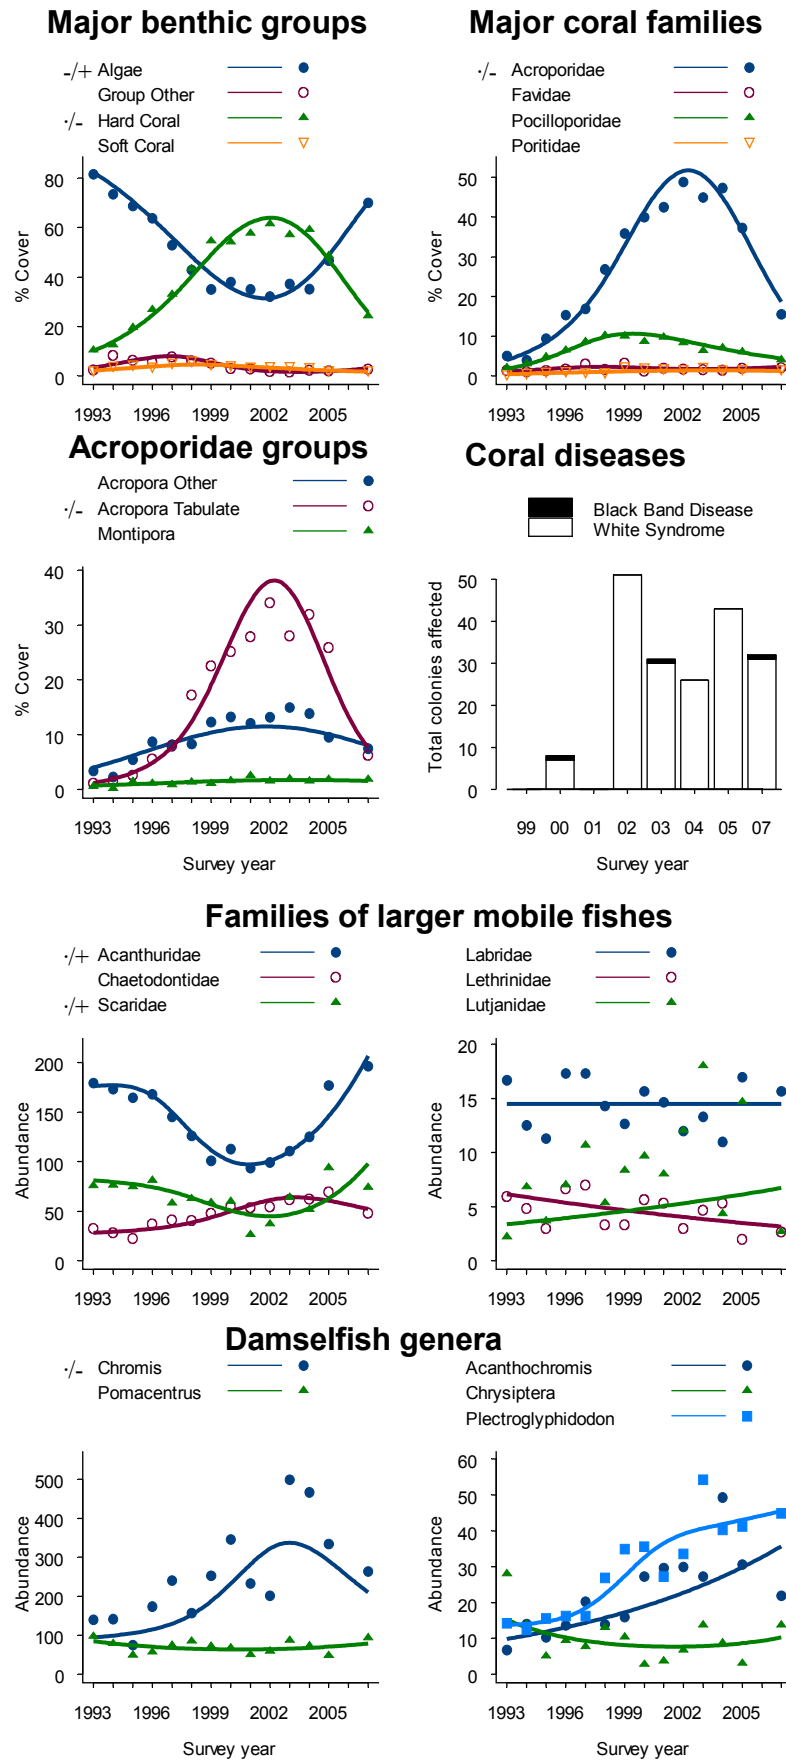 Major benthic groups
-/+ Algae
Group Other
·/- Hard Coral
Soft Coral
% Cover
80
60
40
20
0
1993 1996 1999 2002 2005
Major coral families
·/- Acroporidae
Favidae
Pocilloporidae
Poritidae
% Cover
50
40
30
20
10
0
1993 1996 1999 2002 2005
Acroporidae groups
Acropora Other
·/- Acropora Tabulate
Montipora
% Cover
40
30
20
10
0
1993 1996 1999 2002 2005
Survey year
Coral diseases
Black Band Disease
White Syndrome
Total colonies affected
50
40
30
20
10
0
99 00 01 02 03 04 05 07
Survey year
Families of larger mobile fishes
·/+ Acanthuridae
Chaetodontidae
·/+ Scaridae
Abundance
200
150
100
50
0
1993 1996 1999 2002 2005
Labridae
Lethrinidae
Lutjanidae
Abundance
20
15
10
5
0
1993 1996 1999 2002 2005
Damselfish genera
·/- Chromis
Pomacentrus
Abundance
500
400
300
200
100
0
1993 1996 1999 2002 2005
Survey year
Acanthochromis
Chrysiptera
Plectroglyphidodon
Abundance
60
50
40
30
20
10
0
1993 1996 1999 2002 2005
Survey year